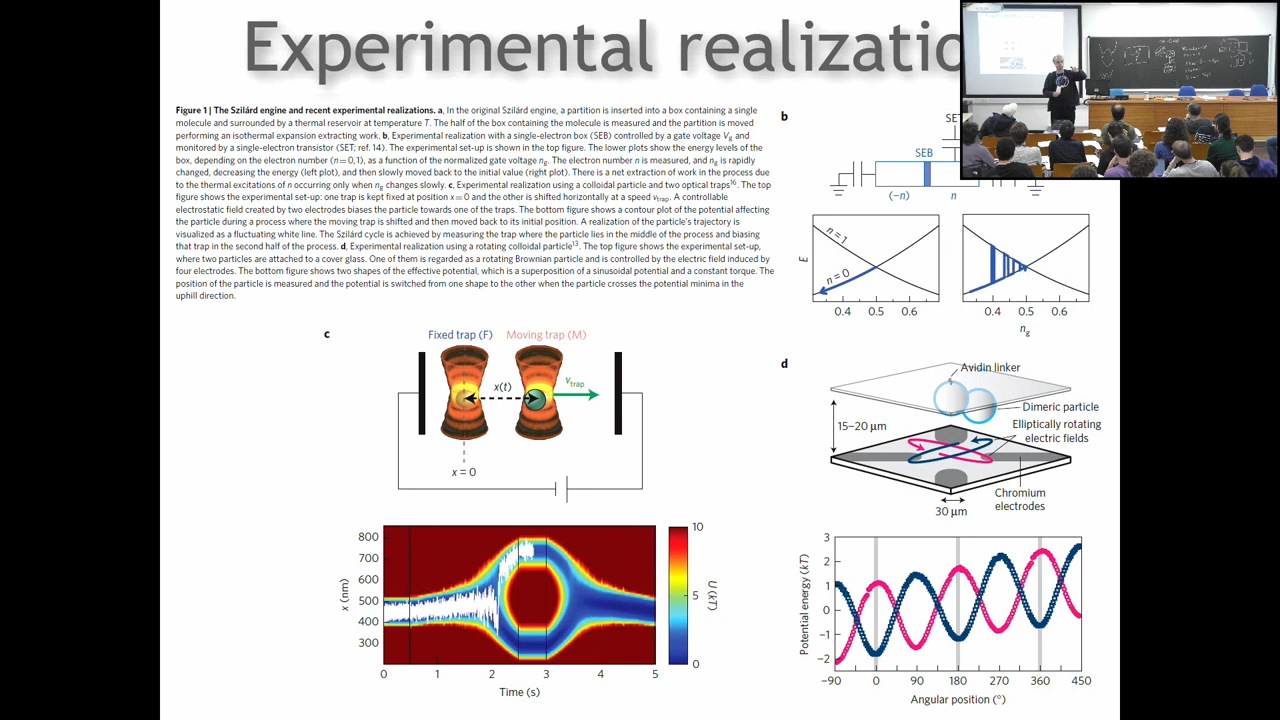 Experimental realizatio
Figure 1 | The Szilárd engine and recent experimental realizations. a, In the original Szilárd engine, a partition is inserted into a box containing a single
molecule and surrounded by a thermal reservoir at temperature T. The half of the box containing the molecule is measured and the partition is moved
performing an isothermal expansion extracting work. b, Experimental realization with a single-electron box (SEB) controlled by a gate voltage Vg and
monitored by a single-electron transistor (SET; ref. 14). The experimental set-up is shown in the top figure. The lower plots show the energy levels of the
box, depending on the electron number (n=0,1), as a function of the normalized gate voltage ng. The electron number n is measured, and ng is rapidly
changed, decreasing the energy (left plot), and then slowly moved back to the initial value (right plot). There is a net extraction of work in the process due
to the thermal excitations of n occurring only when ng changes slowly. c, Experimental realization using a colloidal particle and two optical traps16. The top
figure shows the experimental set-up: one trap is kept fixed at position x=0 and the other is shifted horizontally at a speed vtrap. A controllable
electrostatic field created by two electrodes biases the particle towards one of the traps. The bottom figure shows a contour plot of the potential affecting
the particle during a process where the moving trap is shifted and then moved back to its initial position. A realization of the particle's trajectory is
visualized as a fluctuating white line. The Szilárd cycle is achieved by measuring the trap where the particle lies in the middle of the process and biasing
that trap in the second half of the process. d, Experimental realization using a rotating colloidal particle13. The top figure shows the experimental set-up,
where two particles are attached to a cover glass. One of them is regarded as a rotating Brownian particle and is controlled by the electric field induced by
four electrodes. The bottom figure shows two shapes of the effective potential, which is a superposition of a sinusoidal potential and a constant torque. The
position of the particle is measured and the potential is switched from one shape to the other when the particle crosses the potential minima in the
uphill direction.
b
SE
SEB
(−n) n
E
n=1
n=0
0.4 0.5 0.6
0.4 0.5 0.6
ng
c
Fixed trap (F) Moving trap (M)
x(t)
vtrap
x = 0
800
700
600
500
400
300
x (nm)
0 1 2 3 4 5
Time (s)
10
5
0
U (kT)
d
Avidin linker
Dimeric particle
15–20 µm
Elliptically rotating
electric fields
Chromium
electrodes
30 µm
3
2
1
0
−1
−2
Potential energy (kT)
−90 0 90 180 270 360 450
Angular position (°)